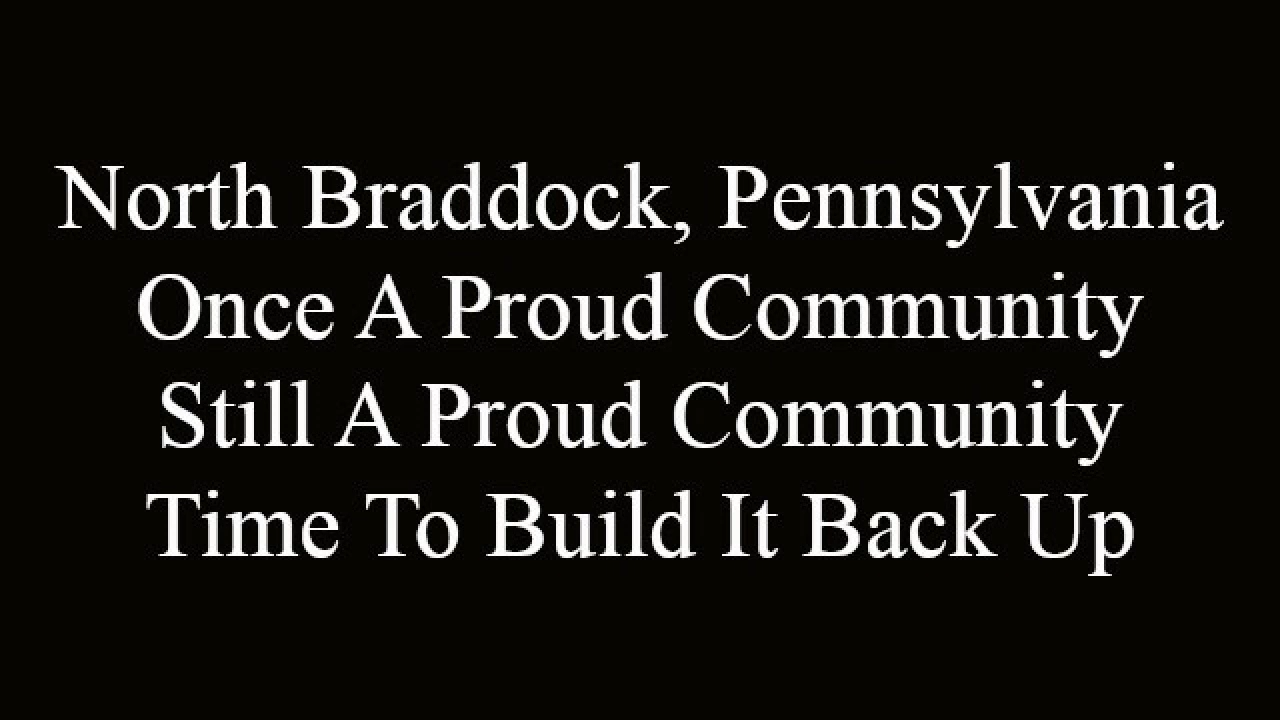 North Braddock, Pennsylvania
Once A Proud Community
Still A Proud Community
Time To Build It Back Up